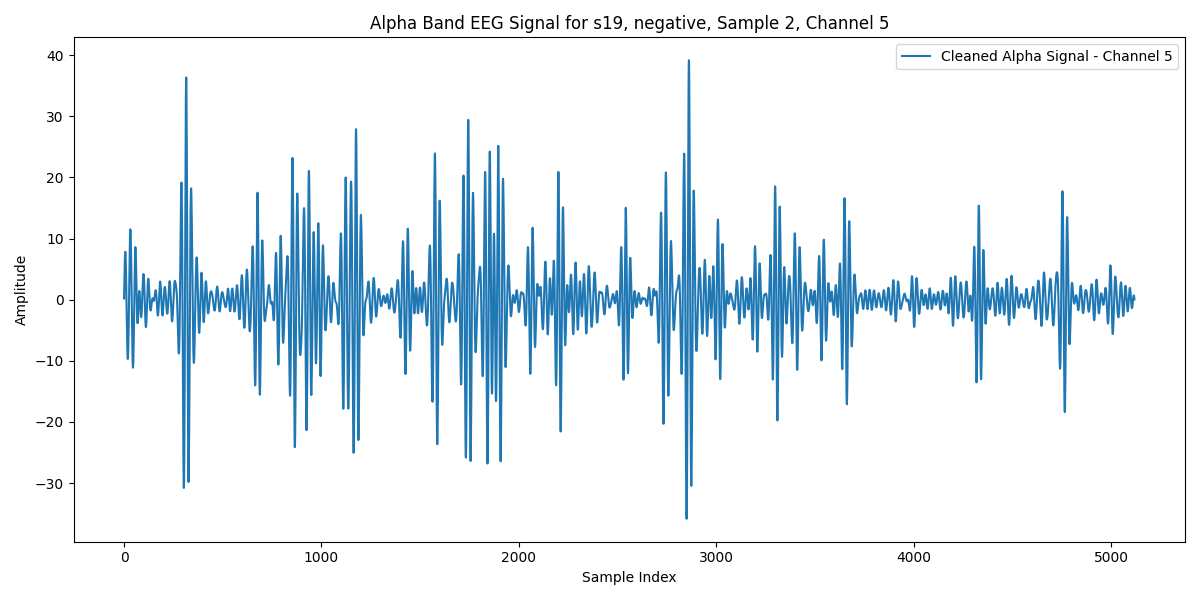 Alpha Band EEG Signal for s19, negative, Sample 2, Channel 5
Cleaned Alpha Signal - Channel 5
40
30
20
10
0
−10
−20
−30
Amplitude
0 1000 2000 3000 4000 5000
Sample Index